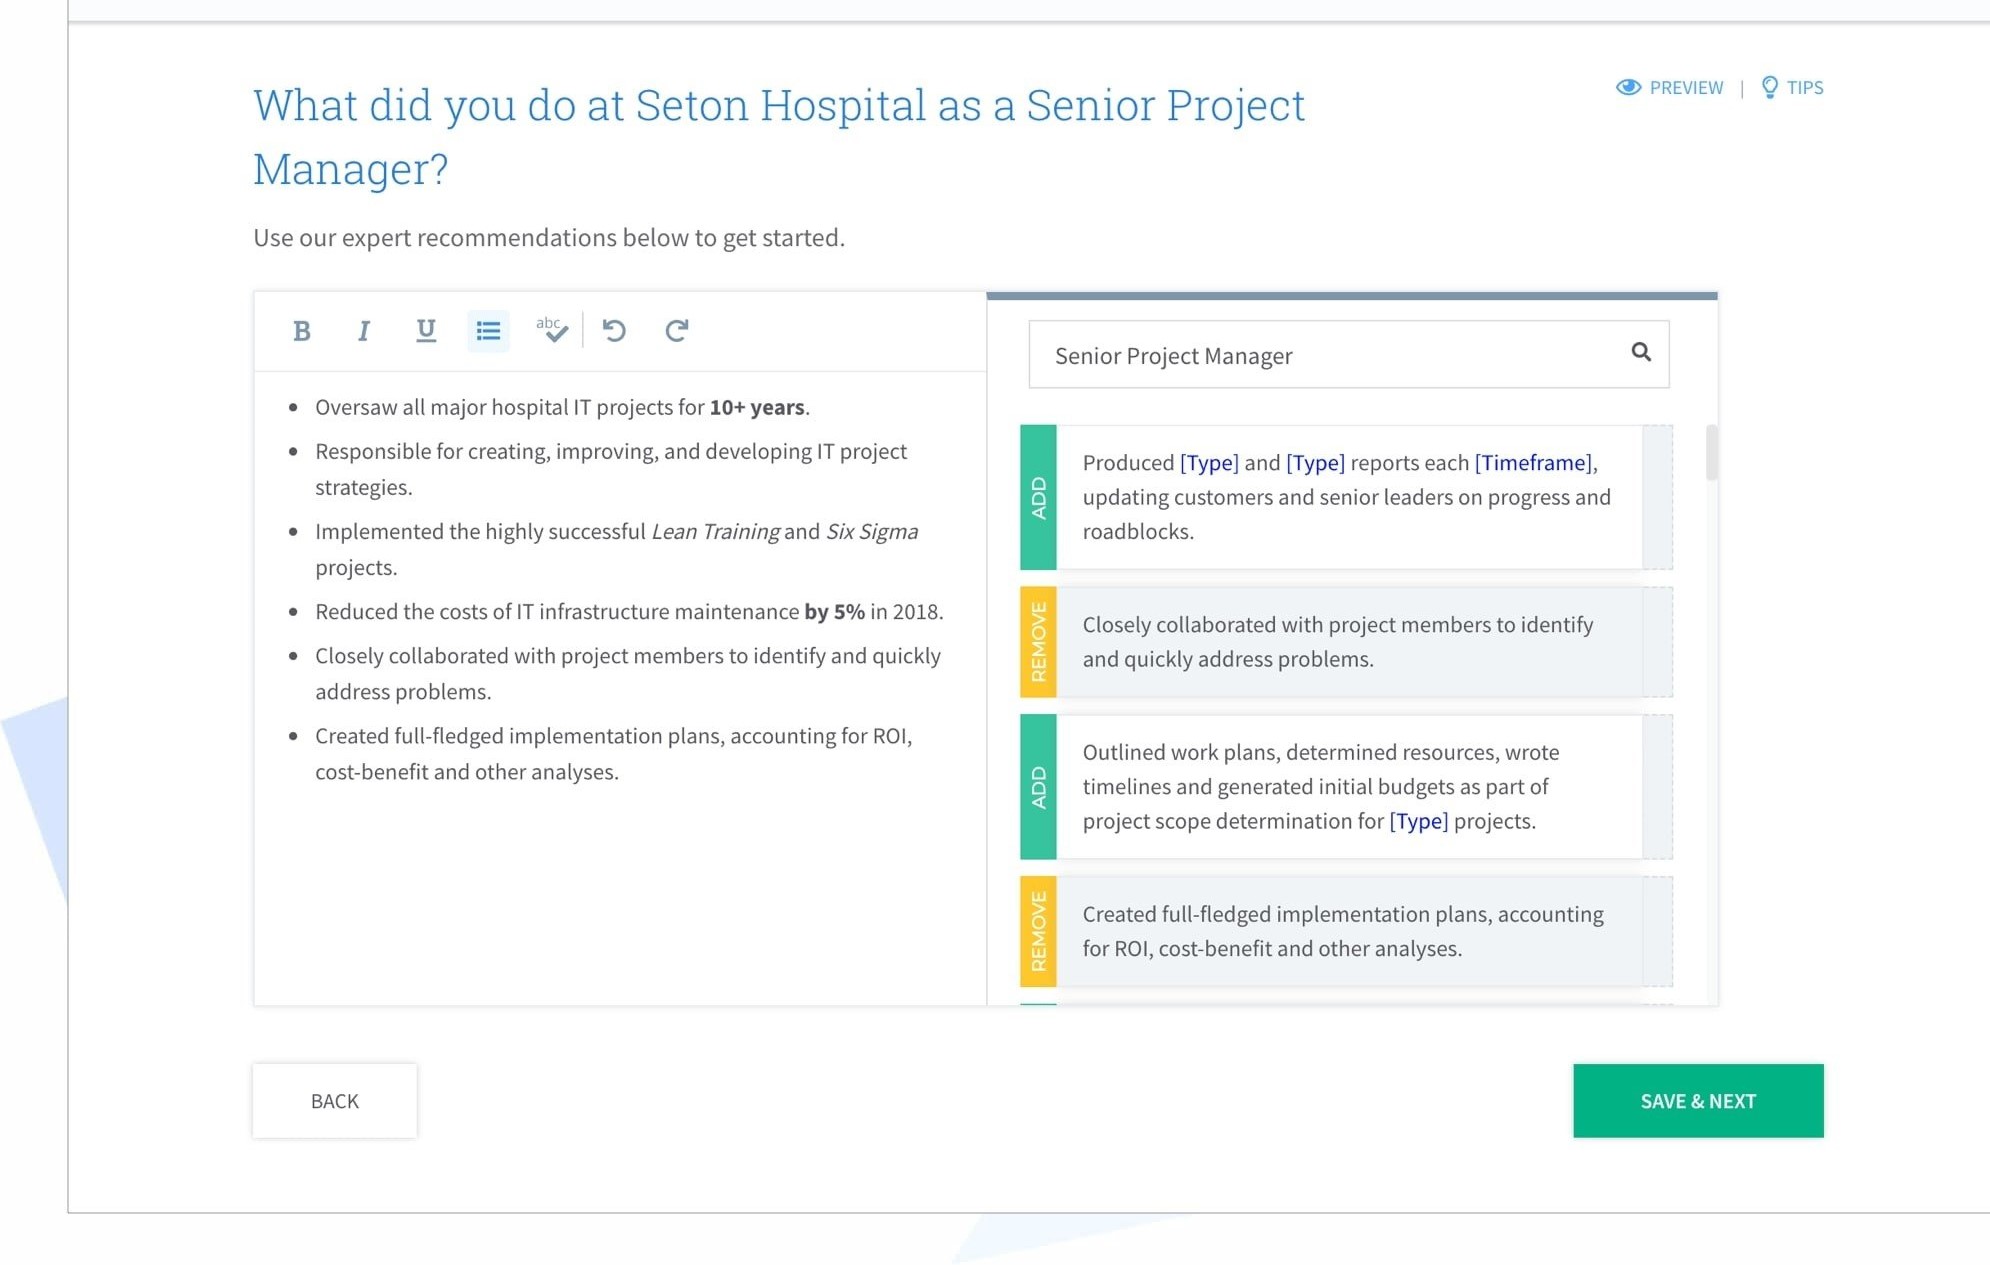 What did you do at Seton Hospital as a Senior Project
Manager?
PREVIEW | TIPS
Use our expert recommendations below to get started.
B I U abc
• Oversaw all major hospital IT projects for 10+ years.
• Responsible for creating, improving, and developing IT project
strategies.
• Implemented the highly successful Lean Training and Six Sigma
projects.
• Reduced the costs of IT infrastructure maintenance by 5% in 2018.
• Closely collaborated with project members to identify and quickly
address problems.
• Created full-fledged implementation plans, accounting for ROI,
cost-benefit and other analyses.
Senior Project Manager
ADD
Produced [Type] and [Type] reports each [Timeframe],
updating customers and senior leaders on progress and
roadblocks.
REMOVE
Closely collaborated with project members to identify
and quickly address problems.
ADD
Outlined work plans, determined resources, wrote
timelines and generated initial budgets as part of
project scope determination for [Type] projects.
REMOVE
Created full-fledged implementation plans, accounting
for ROI, cost-benefit and other analyses.
BACK
SAVE & NEXT